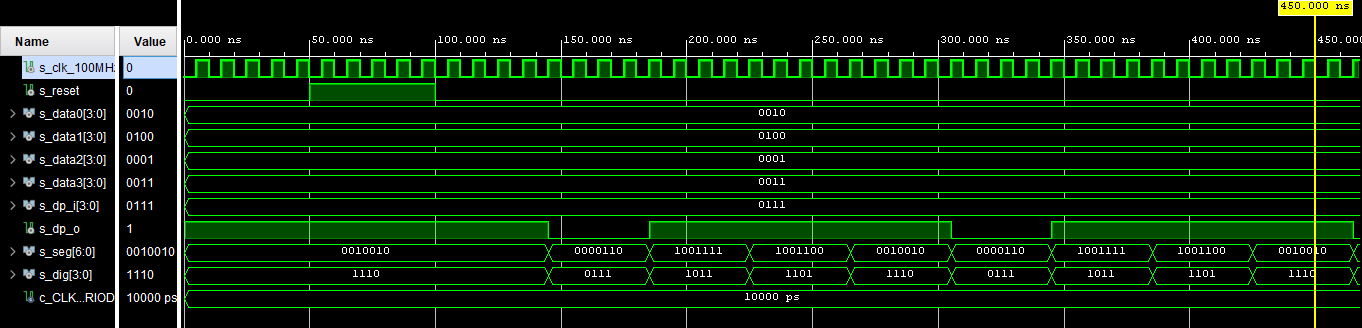 450.000 ns
Name Value 0.000 ns 50.000 ns 100.000 ns 150.000 ns 200.000 ns 250.000 ns 300.000 ns 350.000 ns 400.000 ns 450.000
s_clk_100MH 0
s_reset 0
s_data0[3:0] 0010 0010
s_data1[3:0] 0100 0100
s_data2[3:0] 0001 0001
s_data3[3:0] 0011 0011
s_dp_i[3:0] 0111 0111
s_dp_o 1
s_seg[6:0] 0010010 0010010 0000110 1001111 1001100 0010010 0000110 1001111 1001100 0010010
s_dig[3:0] 1110 1110 0111 1011 1101 1110 0111 1011 1101 1110
c_CLK...RIOD 10000 ps 10000 ps